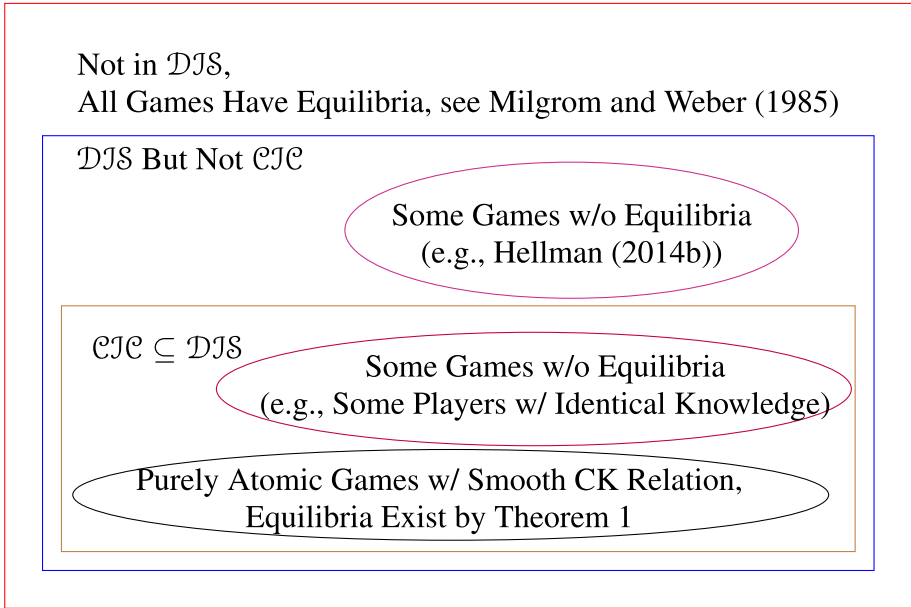 Not in 𝒟ℐ𝒮,
All Games Have Equilibria, see Milgrom and Weber (1985)
𝒟ℐ𝒮 But Not 𝒞ℐ𝒞
Some Games w/o Equilibria
(e.g., Hellman (2014b))
𝒞ℐ𝒞 ⊆ 𝒟ℐ𝒮
Some Games w/o Equilibria
(e.g., Some Players w/ Identical Knowledge)
Purely Atomic Games w/ Smooth CK Relation,
Equilibria Exist by Theorem 1